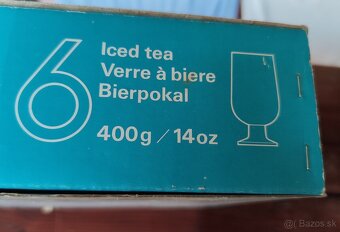 6
Iced tea
Verre à biere
Bierpokal
400g / 14oz
Bazos.sk